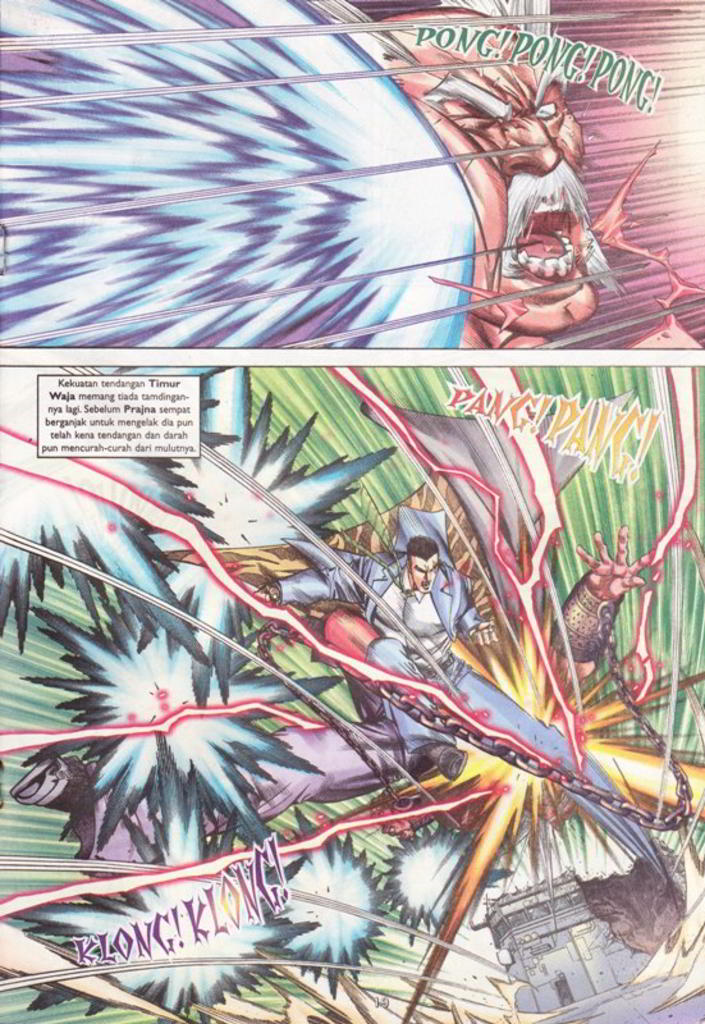 PONG! PONG! PONG!
Kekuatan tendangan Timur
Waja memang tiada tamdingan-
nya lagi. Sebelum Prajna sempat
berganjak untuk mengelak dia pun
telah kena tendangan dan darah
pun mencurah-curah dari mulutnya.
PANG! PANG!
KLONG! KLONG!
19